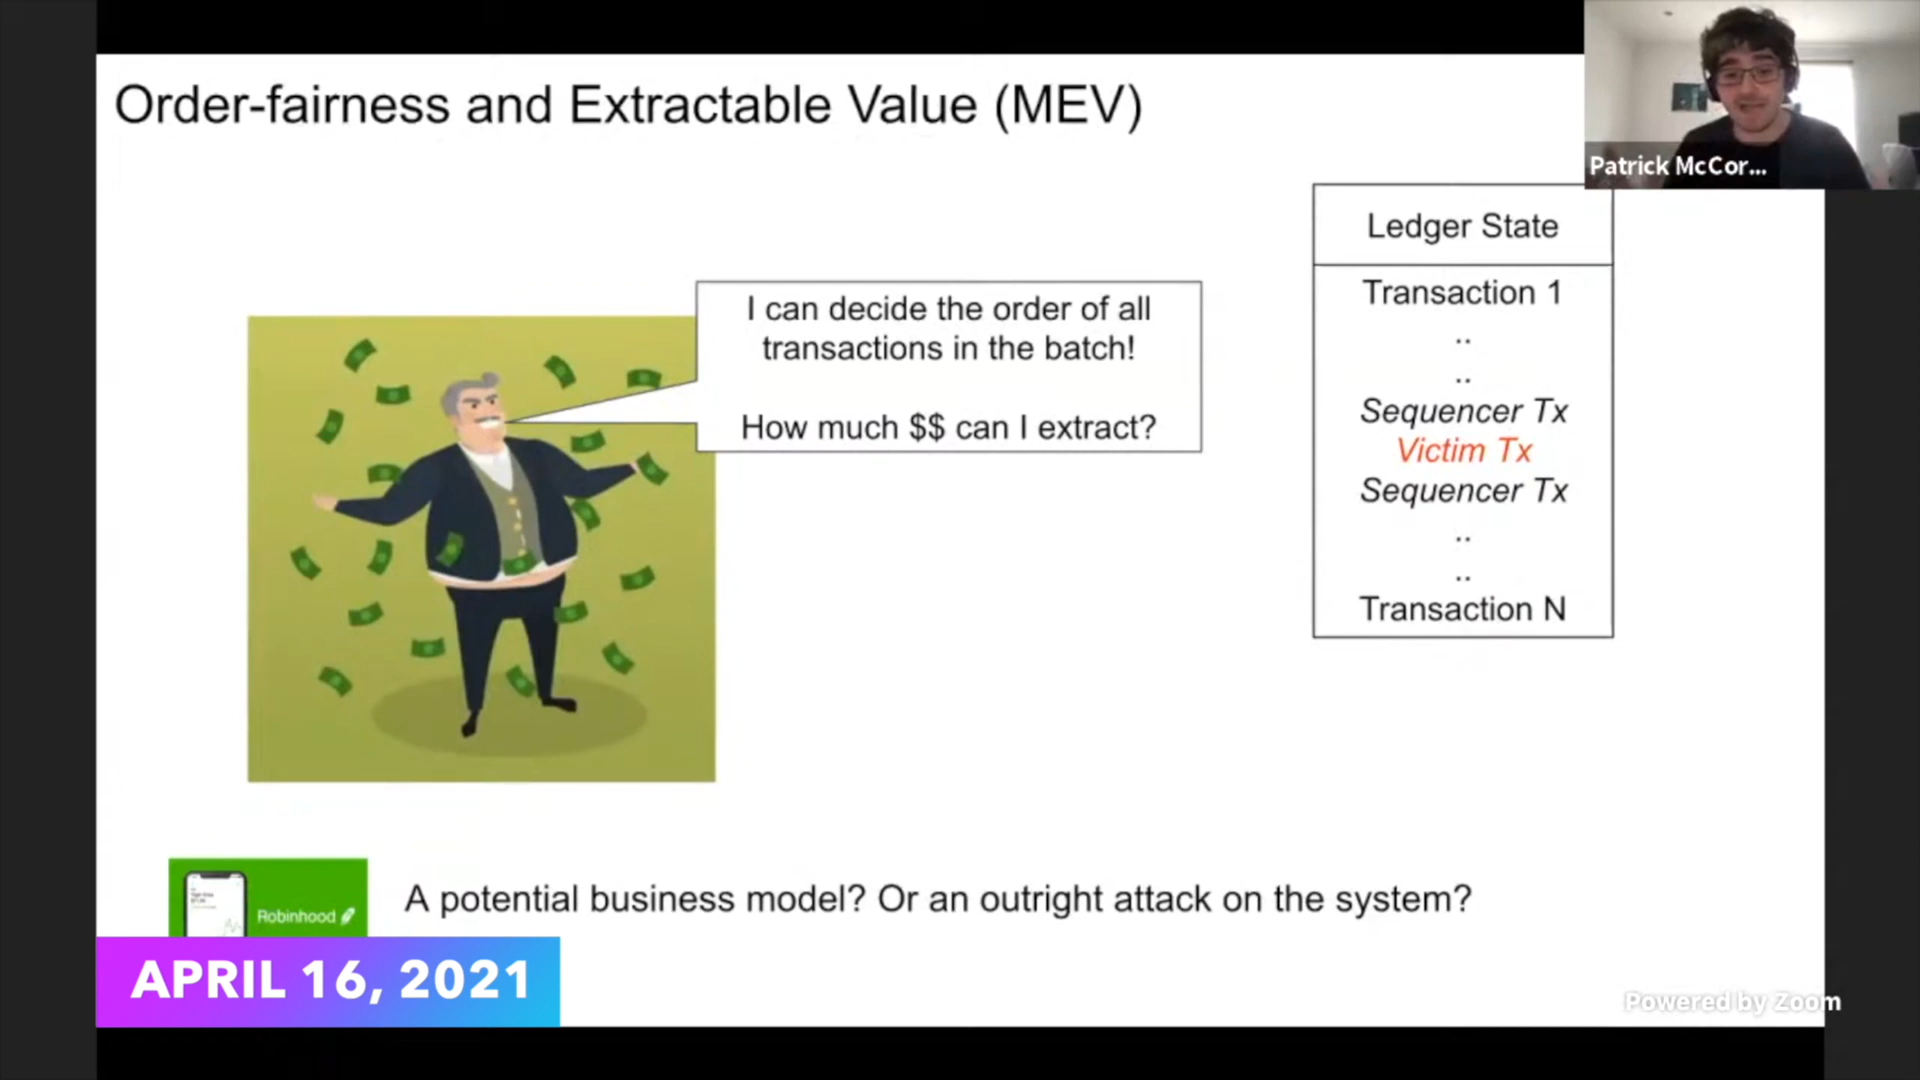 Order-fairness and Extractable Value (MEV)
Patrick McCor...
Ledger State
Transaction 1
..
..
Sequencer Tx
Victim Tx
Sequencer Tx
..
..
Transaction N
I can decide the order of all
transactions in the batch!
How much $$ can I extract?
Robinhood
A potential business model? Or an outright attack on the system?
APRIL 16, 2021
Powered by Zoom